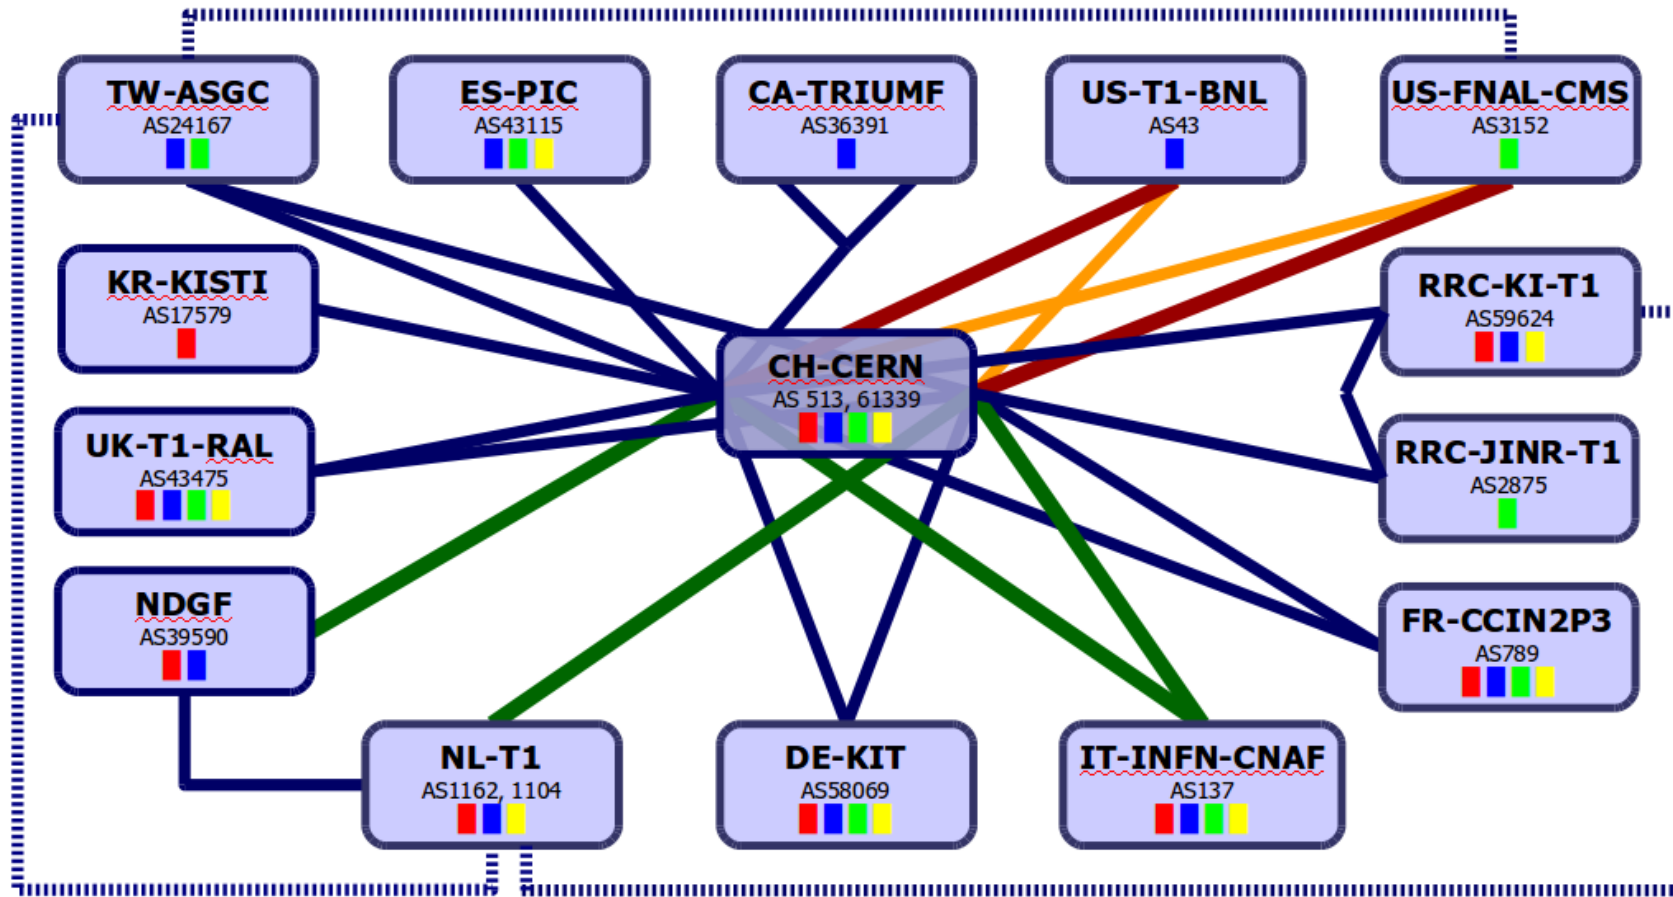 TW-ASGC
AS24167
ES-PIC
AS43115
CA-TRIUMF
AS36391
US-T1-BNL
AS43
US-FNAL-CMS
AS3152
KR-KISTI
AS17579
RRC-KI-T1
AS59624
CH-CERN
AS 513, 61339
UK-T1-RAL
AS43475
RRC-JINR-T1
AS2875
NDGF
AS39590
FR-CCIN2P3
AS789
NL-T1
AS1162, 1104
DE-KIT
AS58069
IT-INFN-CNAF
AS137